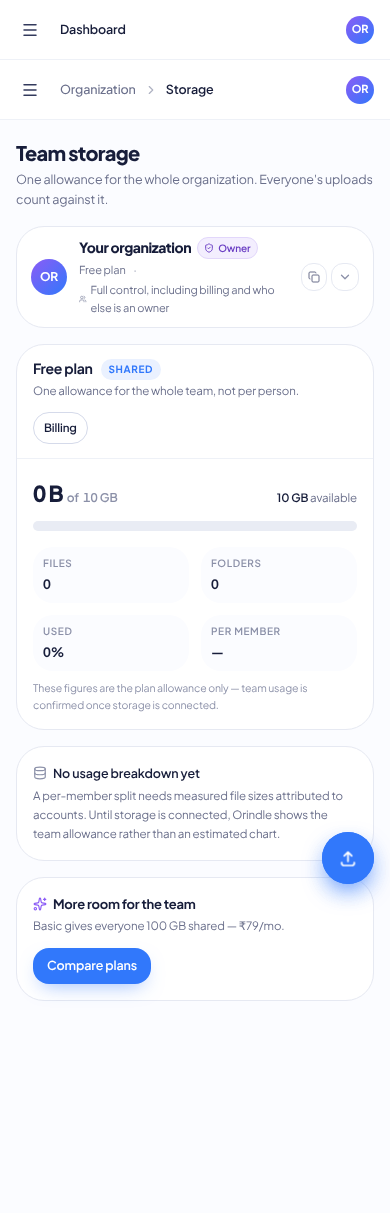 Dashboard
OR
Organization > Storage
OR
Team storage
One allowance for the whole organization. Everyone's uploads
count against it.
OR
Your organization
Owner
Free plan ·
Full control, including billing and who
else is an owner
Free plan
SHARED
One allowance for the whole team, not per person.
Billing
0 B of 10 GB
10 GB available
FILES
0
FOLDERS
0
USED
0%
PER MEMBER
—
These figures are the plan allowance only — team usage is
confirmed once storage is connected.
No usage breakdown yet
A per-member split needs measured file sizes attributed to
accounts. Until storage is connected, Orindle shows the
team allowance rather than an estimated chart.
More room for the team
Basic gives everyone 100 GB shared — ₹79/mo.
Compare plans